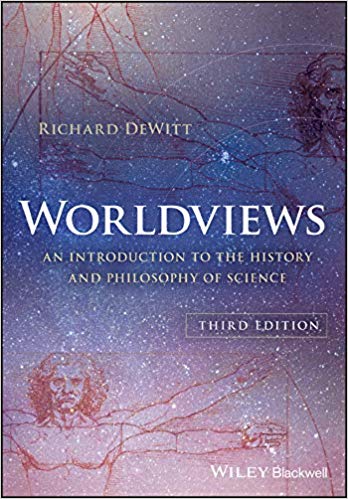 RICHARD DEWITT
WORLDVIEWS
AN INTRODUCTION TO THE HISTORY
AND PHILOSOPHY OF SCIENCE
THIRD EDITION
WILEY Blackwell